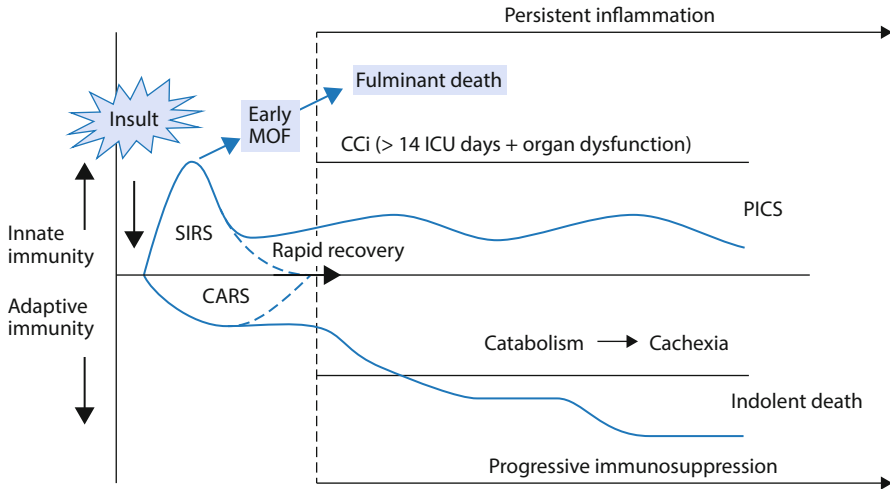 Persistent inflammation
Fulminant death
Insult
Early
MOF
CCi (> 14 ICU days + organ dysfunction)
PICS
Innate
immunity
SIRS
Rapid recovery
CARS
Adaptive
immunity
Catabolism
Cachexia
Indolent death
Progressive immunosuppression